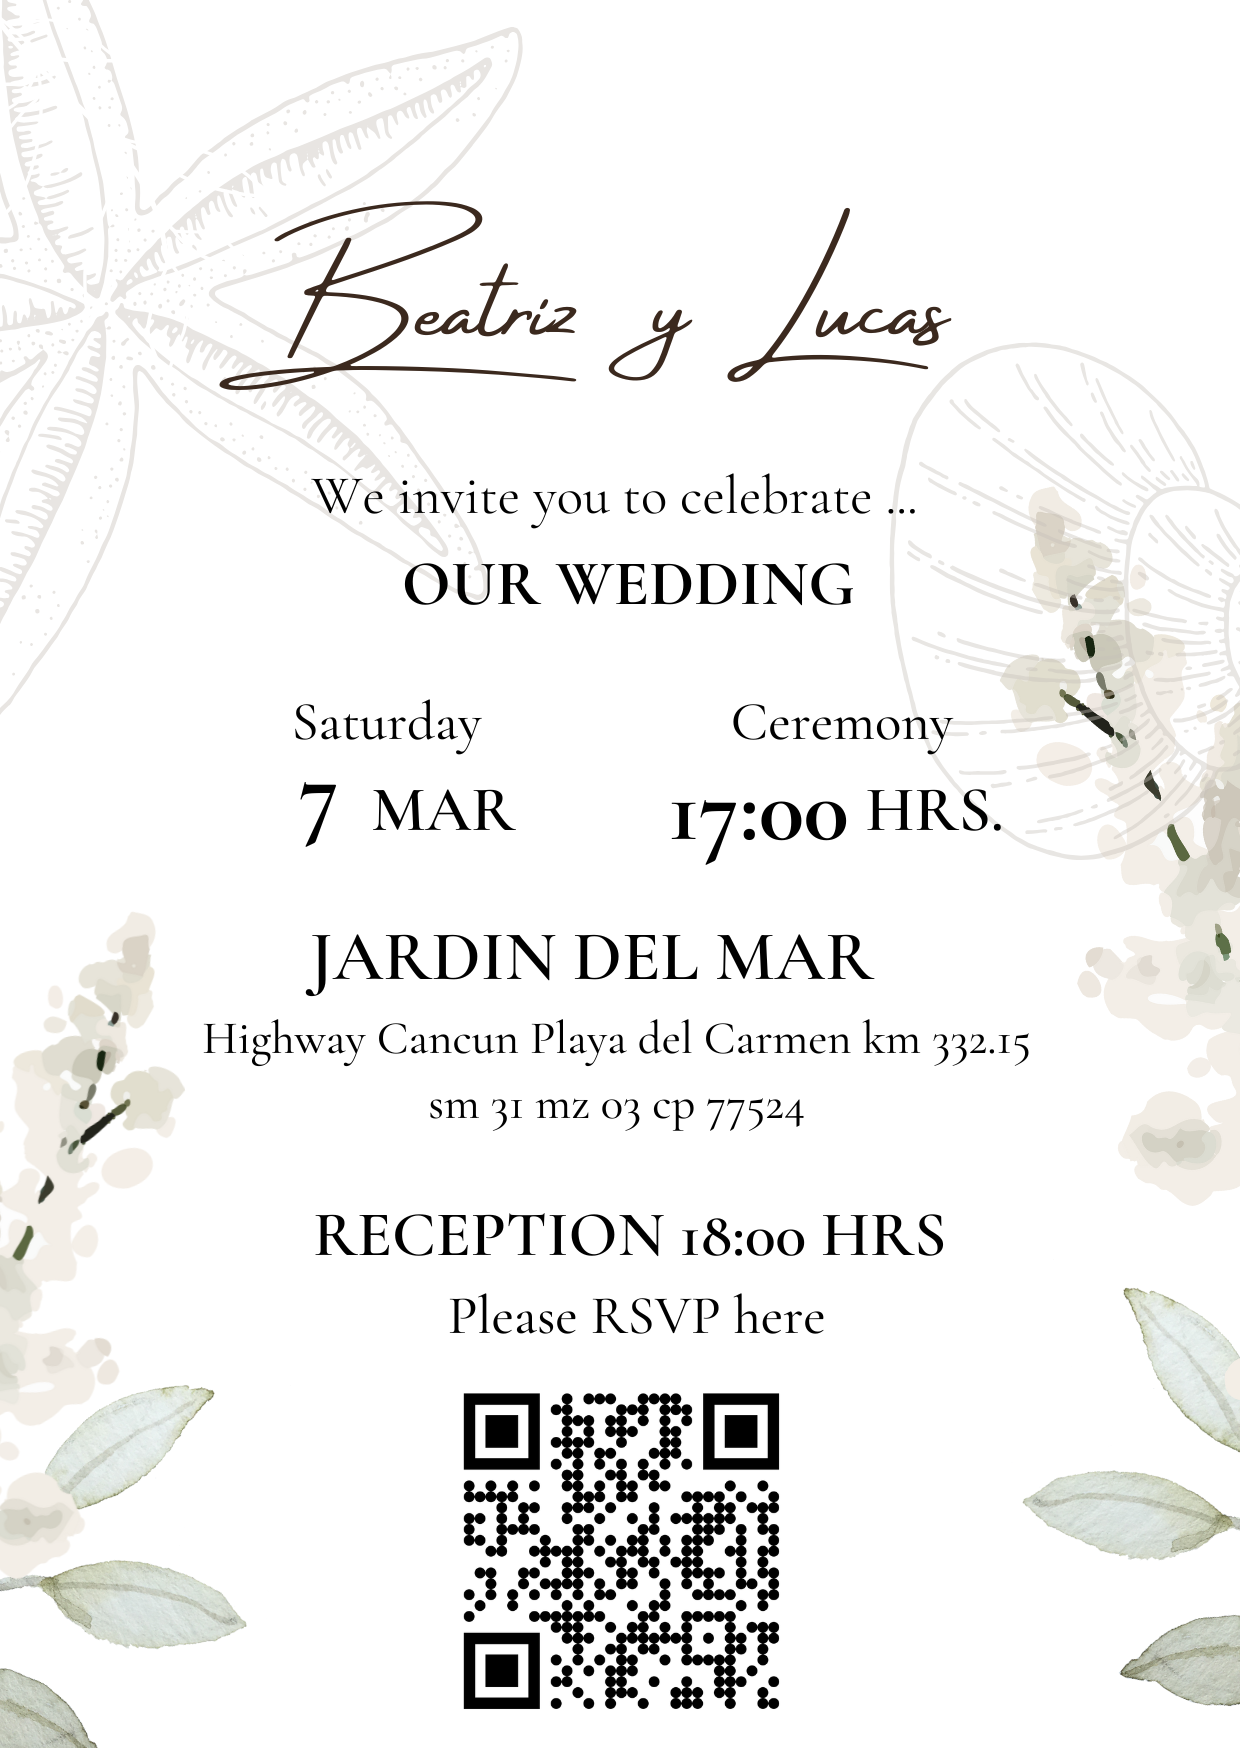 Beatriz y Lucas
We invite you to celebrate ...
OUR WEDDING
Saturday
7 MAR
Ceremony
17:00 HRS.
JARDIN DEL MAR
Highway Cancun Playa del Carmen km 332.15
sm 31 mz 03 cp 77524
RECEPTION 18:00 HRS
Please RSVP here